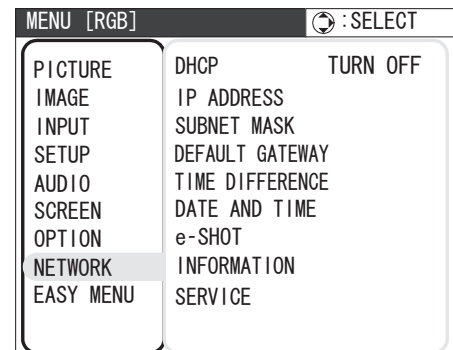 MENU [RGB] :SELECT
PICTURE
IMAGE
INPUT
SETUP
AUDIO
SCREEN
OPTION
NETWORK
EASY MENU
DHCP TURN OFF
IP ADDRESS
SUBNET MASK
DEFAULT GATEWAY
TIME DIFFERENCE
DATE AND TIME
e-SHOT
INFORMATION
SERVICE